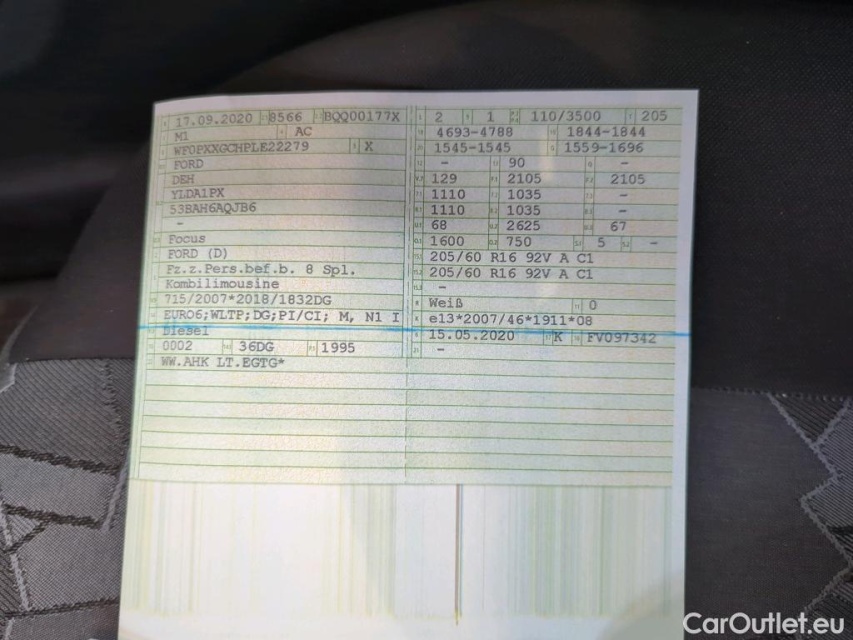 17.09.2020 8566 BQQ00177X
M1 AC
WF0PXXGCHPLE22279 X
FORD
DEH
YLDA1PX
53BAH6AQJB6
-
Focus
FORD (D)
Fz.z.Pers.bef.b. 8 Spl.
Kombilimousine
715/2007*2018/1832DG
EURO6;WLTP;DG;PI/CI; M, N1 I
Diesel
0002 36DG 1995
WW.AHK LT.EGTG*
2 1 110/3500 205
4693-4788 1844-1844
1545-1545 1559-1696
- 90 -
129 2105 2105
1110 1035 -
1110 1035 -
68 2625 67
1600 750 5 -
205/60 R16 92V A C1
205/60 R16 92V A C1
-
Weiß 0
e13*2007/46*1911*08
15.05.2020 K FV097342
-
CarOutlet.eu